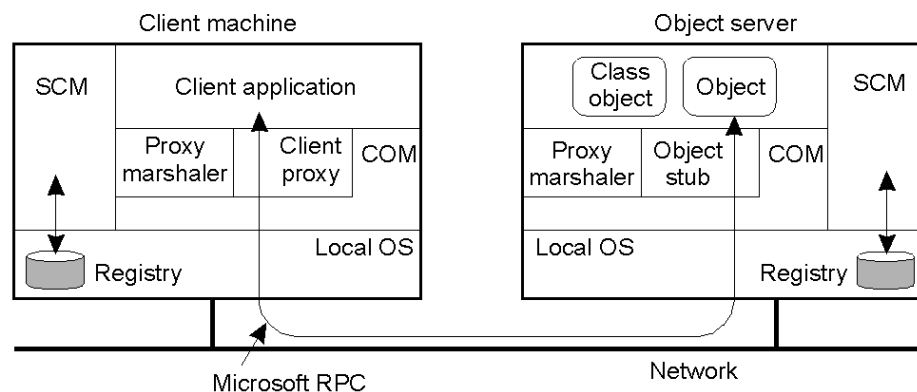 Client machine
Object server
SCM
Client application
Class
object
Object
SCM
Proxy
marshaler
Client
proxy
COM
Proxy
marshaler
Object
stub
COM
Local OS
Registry
Local OS
Registry
Microsoft RPC
Network